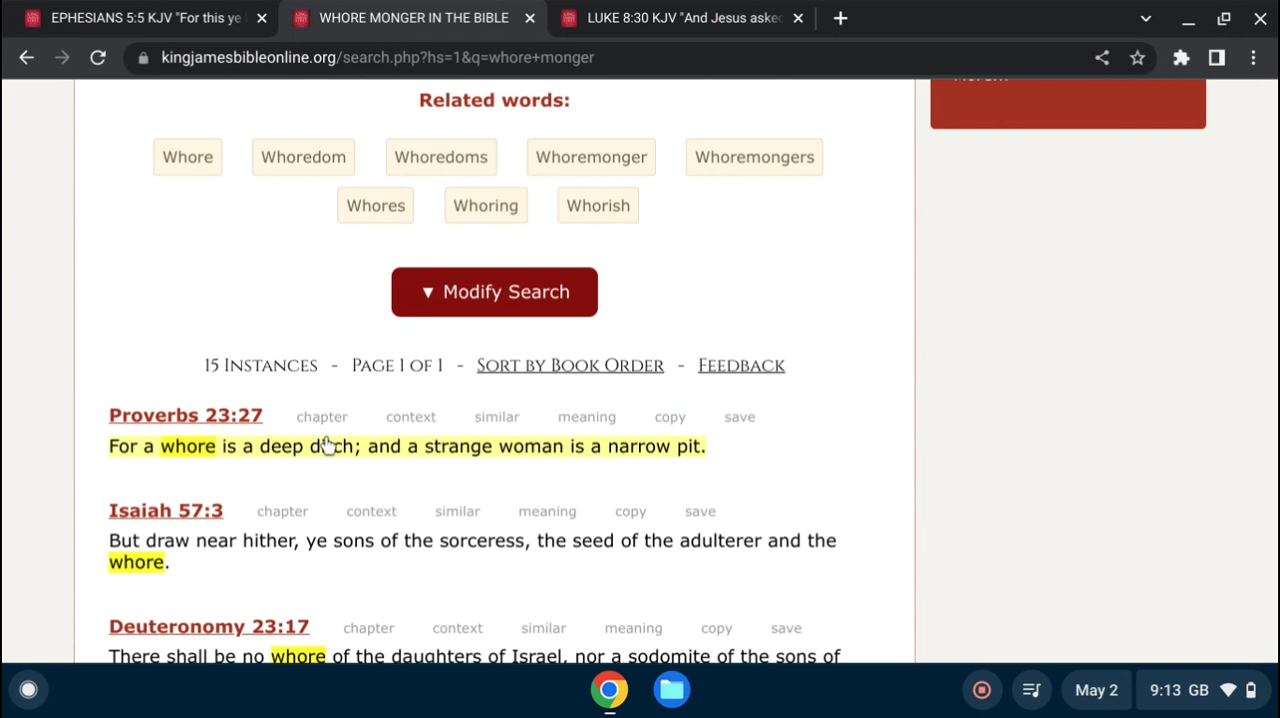 EPHESIANS 5:5 KJV "For this ye
WHORE MONGER IN THE BIBLE
LUKE 8:30 KJV "And Jesus asked
kingjamesbibleonline.org/search.php?hs=1&q=whore+monger
Related words:
Whore Whoredom Whoredoms Whoremonger Whoremongers
Whores Whoring Whorish
▼ Modify Search
15 Instances - Page 1 of 1 - Sort by Book Order - Feedback
Proverbs 23:27 chapter context similar meaning copy save
For a whore is a deep ditch; and a strange woman is a narrow pit.
Isaiah 57:3 chapter context similar meaning copy save
But draw near hither, ye sons of the sorceress, the seed of the adulterer and the
whore.
Deuteronomy 23:17 chapter context similar meaning copy save
There shall be no whore of the daughters of Israel, nor a sodomite of the sons of
May 2 9:13 GB